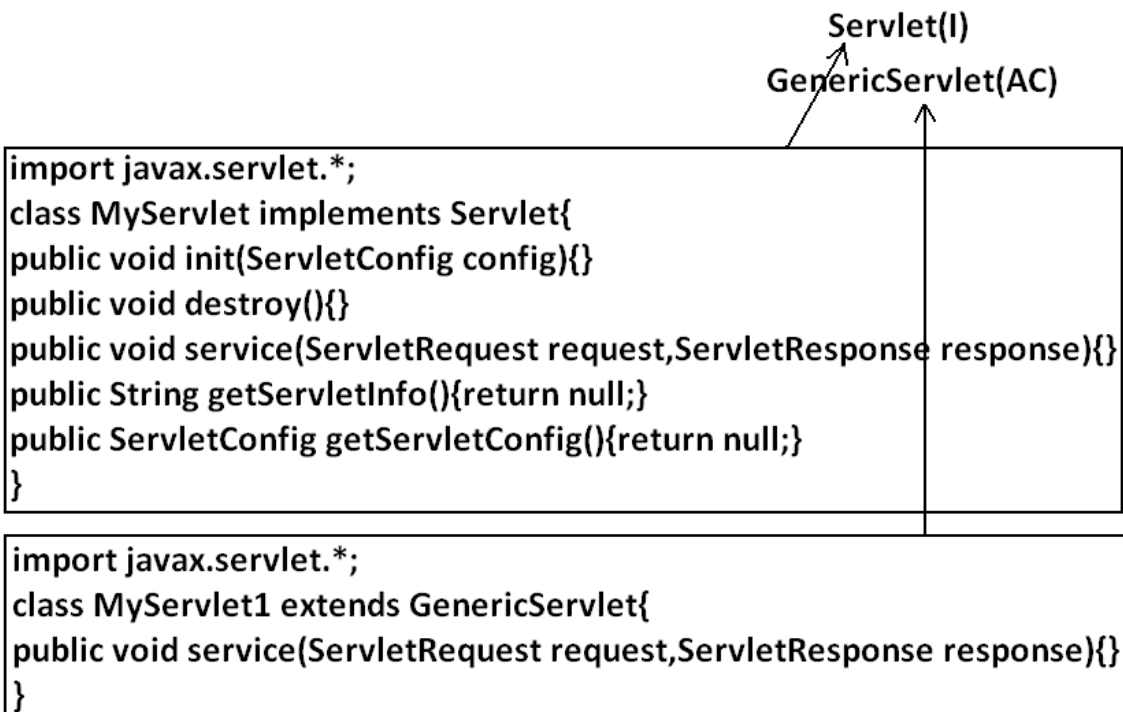 Servlet(I)
GenericServlet(AC)
import javax.servlet.*;
class MyServlet implements Servlet{
public void init(ServletConfig config){}
public void destroy(){}
public void service(ServletRequest request,ServletResponse response){}
public String getServletInfo(){return null;}
public ServletConfig getServletConfig(){return null;}
}
import javax.servlet.*;
class MyServlet1 extends GenericServlet{
public void service(ServletRequest request,ServletResponse response){}
}